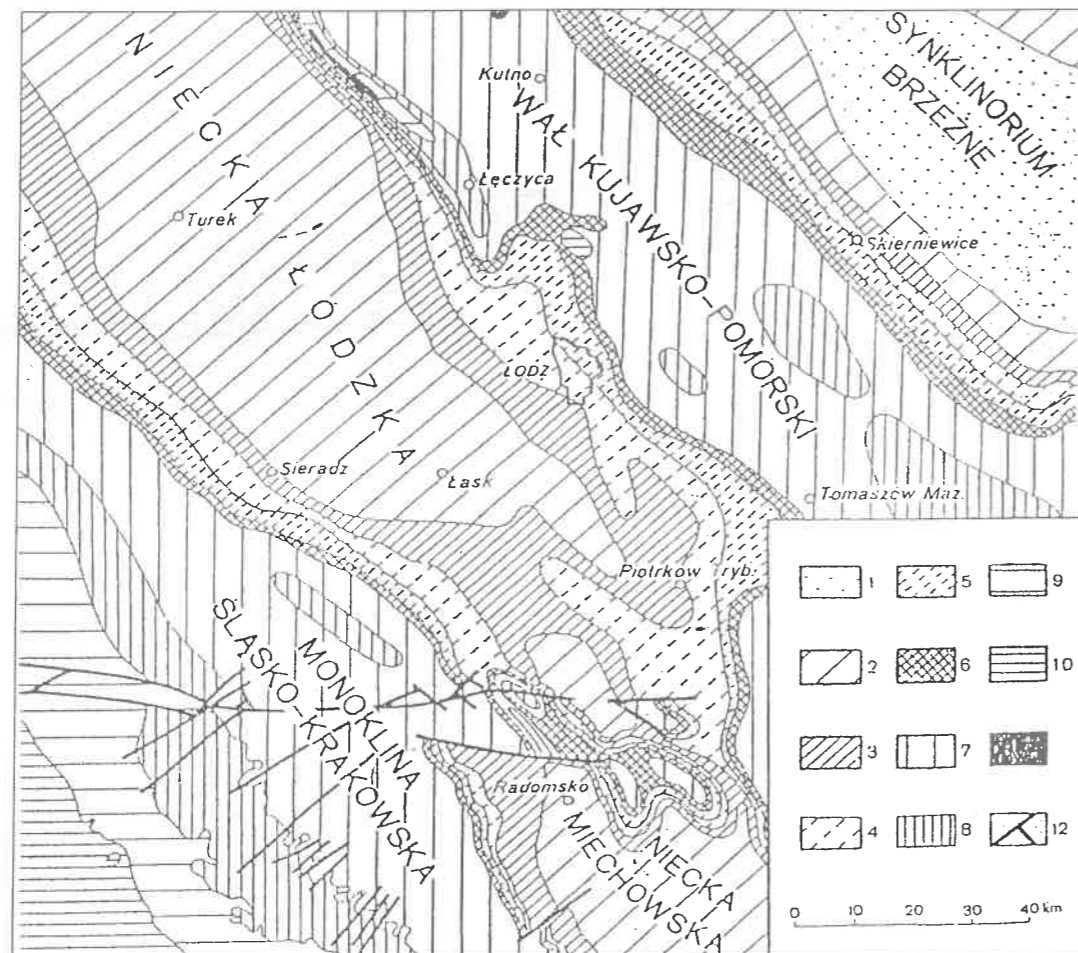 NIECKA ŁÓDZKA
SYNKLINORIUM
BRZEŻNE
Kutno
WAŁ KUJAWSKO-POMORSKI
Łęczyca
Turek
Skierniewice
ŁÓDŹ
Sieradz
Łask
Tomaszów Maz.
Piotrków Tryb.
MONOKLINA
ŚLĄSKO-KRAKOWSKA
Radomsko
NIECKA
MIECHOWSKA
1 5 9
2 6 10
3 7
4 8 12
0 10 20 30 40 km